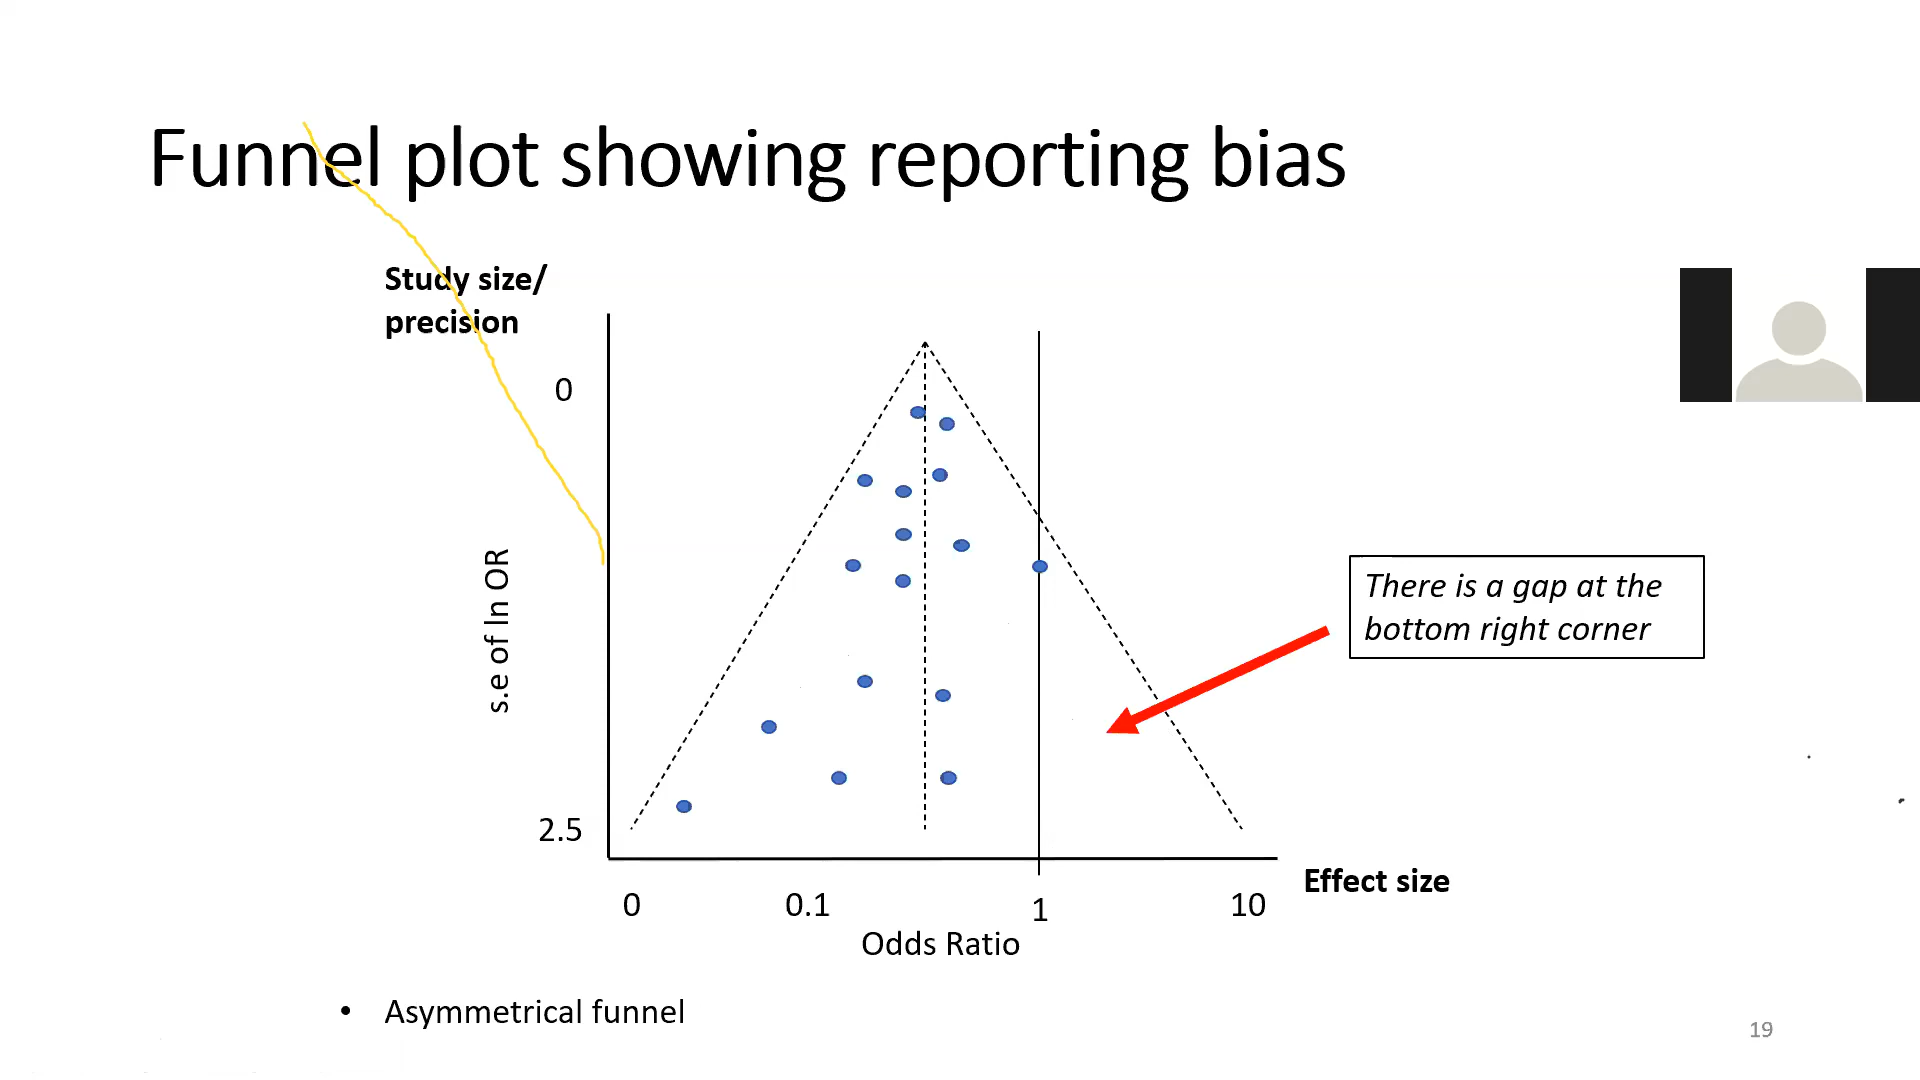 Funnel plot showing reporting bias
Study size/
precision
0
s.e of ln OR
2.5
There is a gap at the
bottom right corner
Effect size
0 0.1 1 10
Odds Ratio
• Asymmetrical funnel
19